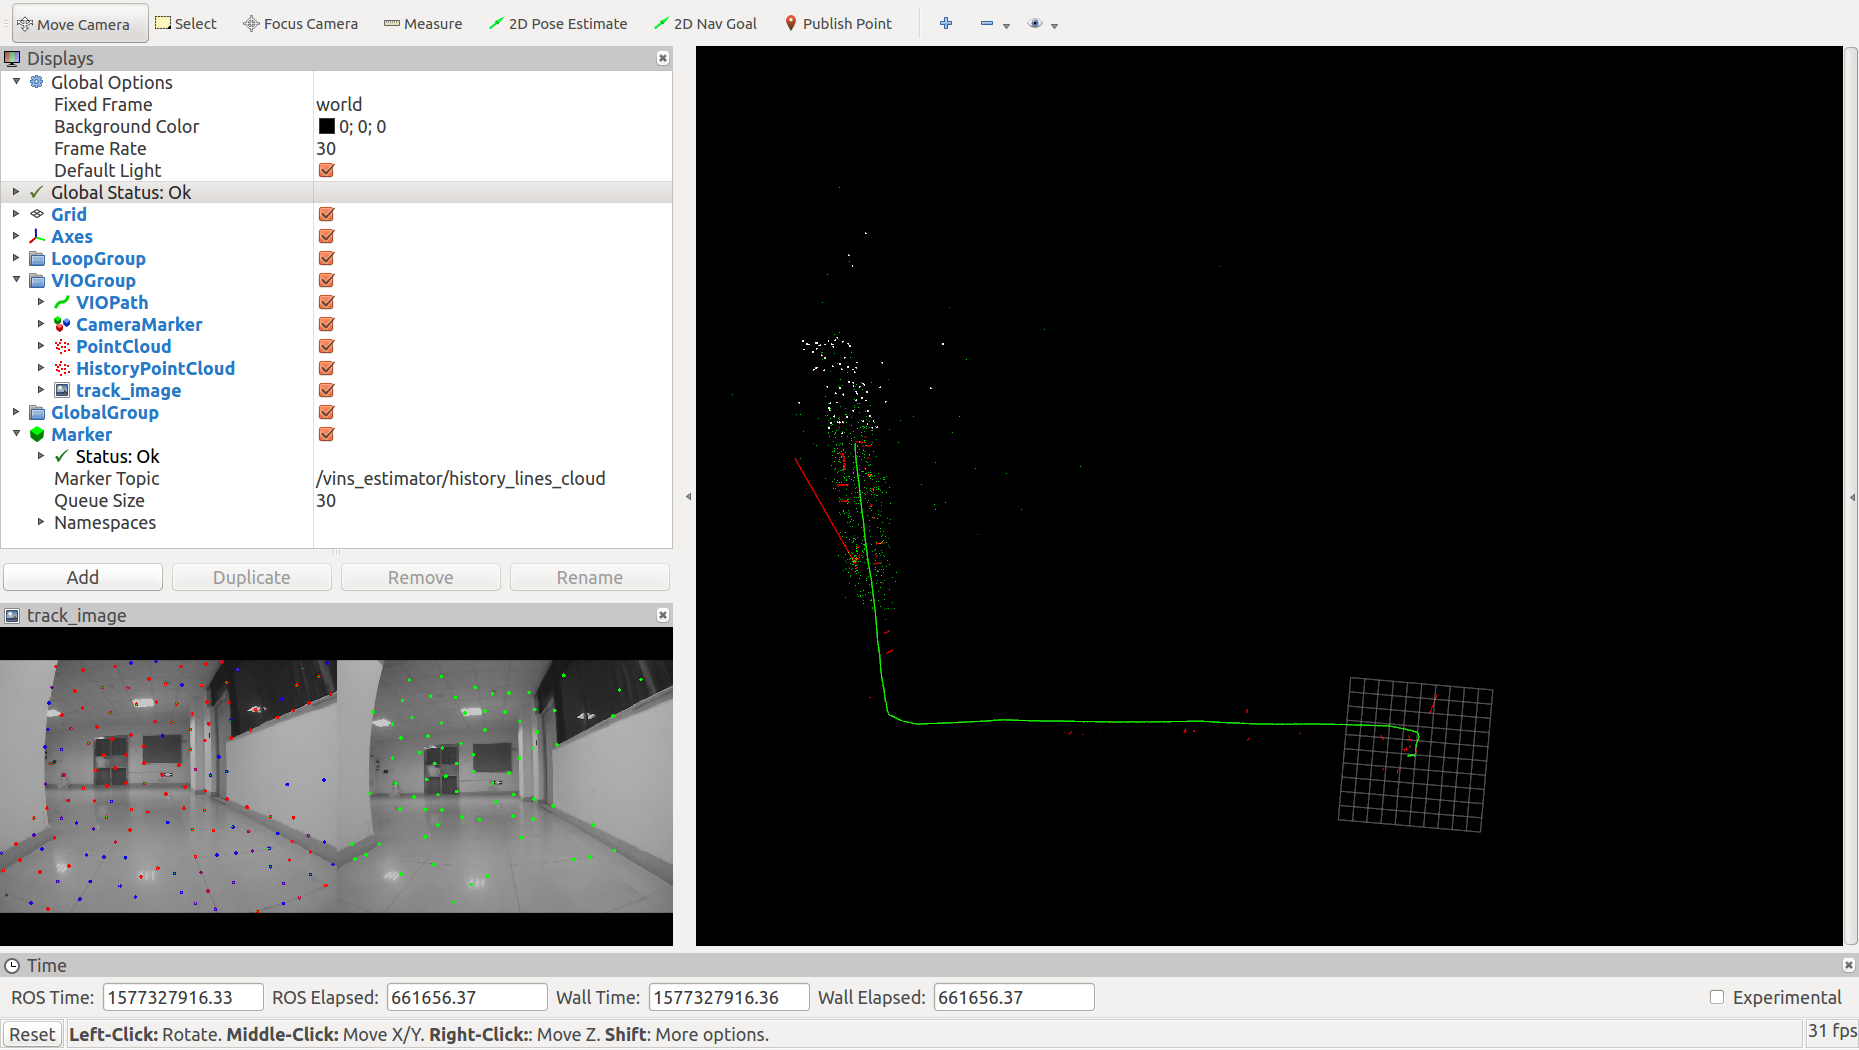 Move Camera Select Focus Camera Measure 2D Pose Estimate 2D Nav Goal Publish Point
Displays
Global Options
Fixed Frame world
Background Color 0; 0; 0
Frame Rate 30
Default Light
Global Status: Ok
Grid
Axes
LoopGroup
VIOGroup
VIOPath
CameraMarker
PointCloud
HistoryPointCloud
track_image
GlobalGroup
Marker
Status: Ok
Marker Topic /vins_estimator/history_lines_cloud
Queue Size 30
Namespaces
Add Duplicate Remove Rename
track_image
Time
ROS Time: 1577327916.33 ROS Elapsed: 661656.37 Wall Time: 1577327916.36 Wall Elapsed: 661656.37 Experimental
Reset Left-Click: Rotate. Middle-Click: Move X/Y. Right-Click:: Move Z. Shift: More options. 31 fps